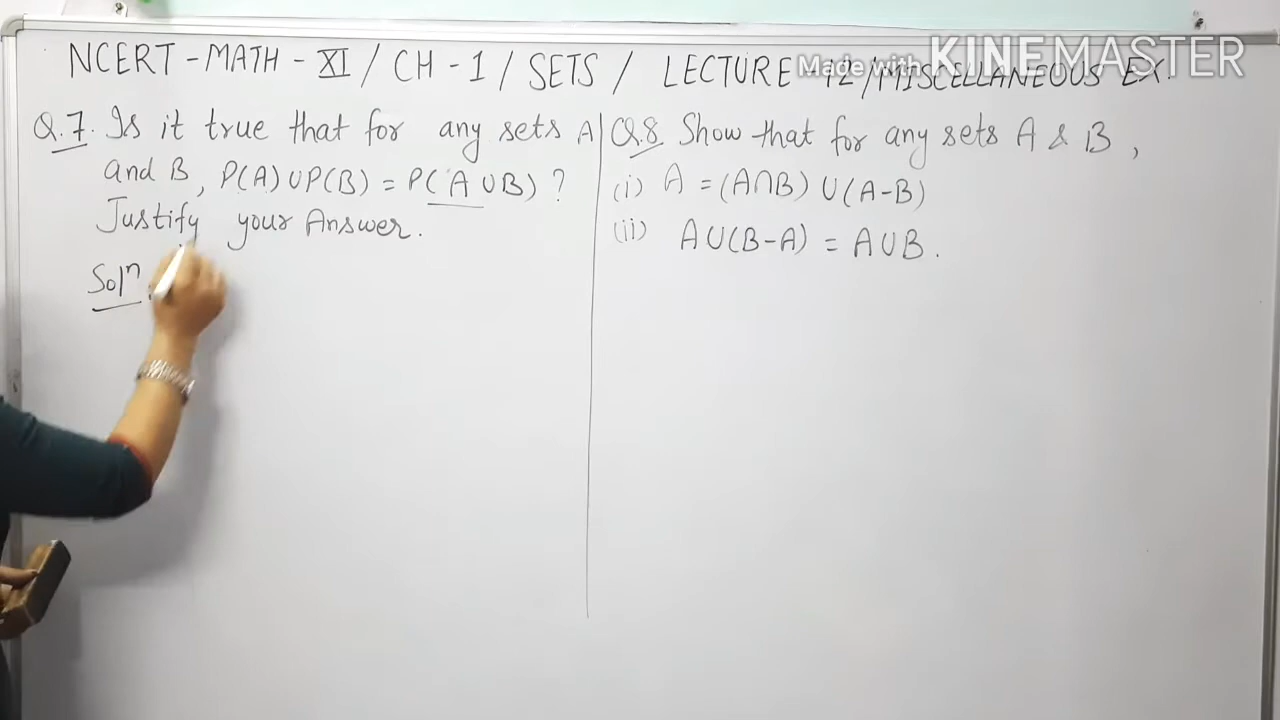 NCERT - MATH - XI / CH - 1 / SETS / LECTURE - 12 / MISCELLANEOUS EX.
Made with KINEMASTER
Q.7. Is it true that for any sets A
and B, P(A) ∪ P(B) = P(A ∪ B) ?
Justify your Answer.
Solⁿ
Q.8 Show that for any sets A & B,
(i) A = (A∩B) ∪ (A-B)
(ii) A∪(B-A) = A∪B.